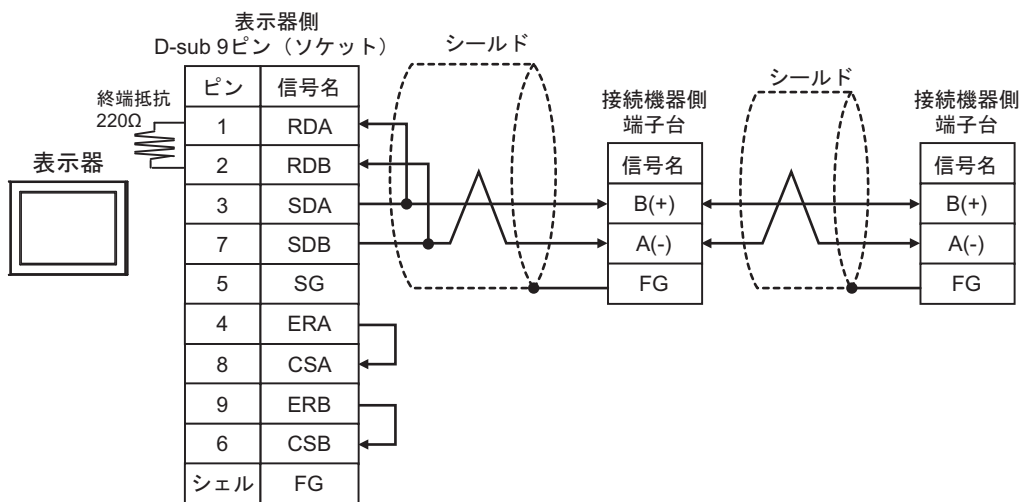 表示器側
D-sub 9ピン（ソケット）
シールド
シールド
終端抵抗
220Ω
表示器
ピン 信号名
1 RDA
2 RDB
3 SDA
7 SDB
5 SG
4 ERA
8 CSA
9 ERB
6 CSB
シェル FG
接続機器側
端子台
信号名
B(+)
A(-)
FG
接続機器側
端子台
信号名
B(+)
A(-)
FG